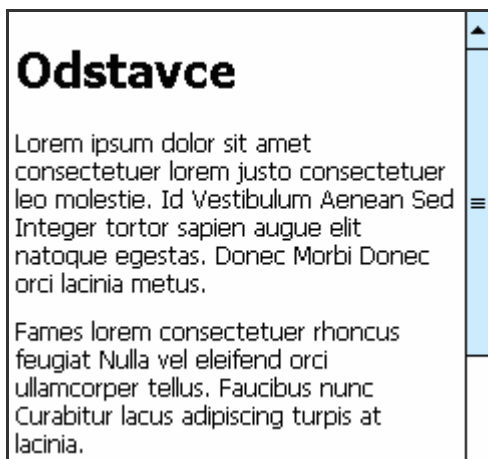 Odstavce
Lorem ipsum dolor sit amet
consectetuer lorem justo consectetuer
leo molestie. Id Vestibulum Aenean Sed
Integer tortor sapien augue elit
natoque egestas. Donec Morbi Donec
orci lacinia metus.
Fames lorem consectetuer rhoncus
feugiat Nulla vel eleifend orci
ullamcorper tellus. Faucibus nunc
Curabitur lacus adipiscing turpis at
lacinia.